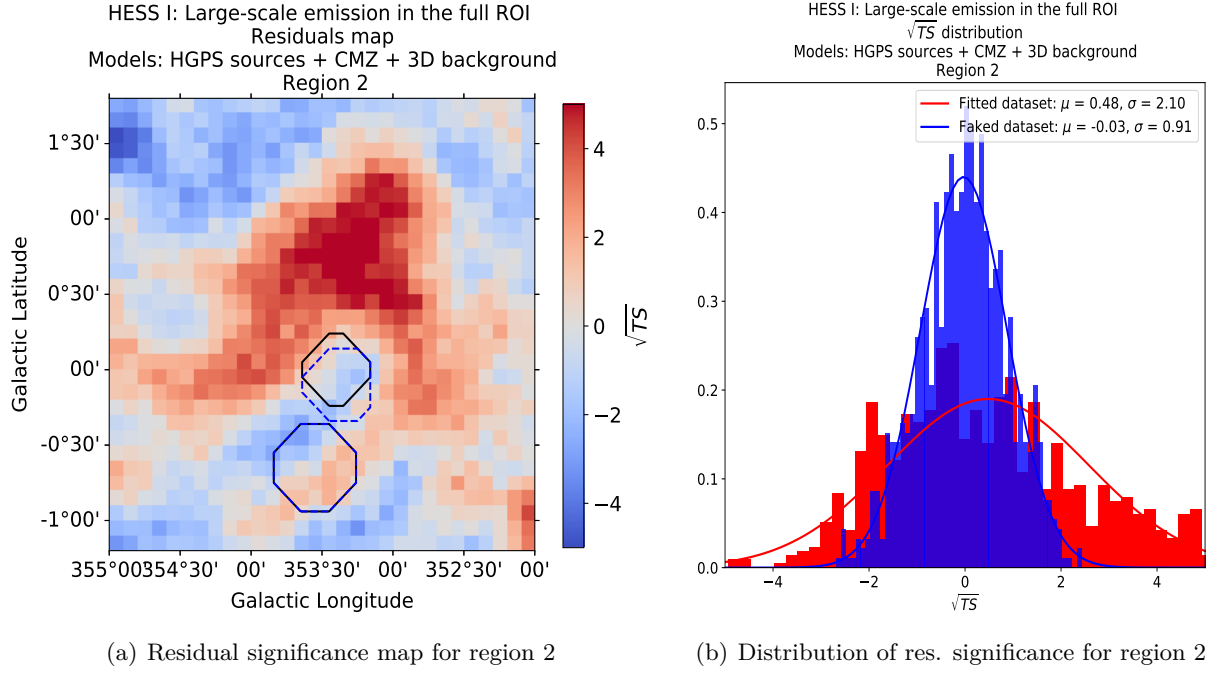 HESS I: Large-scale emission in the full ROI
Residuals map
Models: HGPS sources + CMZ + 3D background
Region 2
1°30'
00'
0°30'
00'
-0°30'
-1°00'
Galactic Latitude
355°00'
354°30'
00'
353°30'
00'
352°30'
00'
Galactic Longitude
4
2
0
−2
−4
√TS
(a) Residual significance map for region 2
HESS I: Large-scale emission in the full ROI
√TS distribution
Models: HGPS sources + CMZ + 3D background
Region 2
Fitted dataset: μ = 0.48, σ = 2.10
Faked dataset: μ = -0.03, σ = 0.91
0.5
0.4
0.3
0.2
0.1
0.0
−4
−2
0
2
4
√TS
(b) Distribution of res. significance for region 2